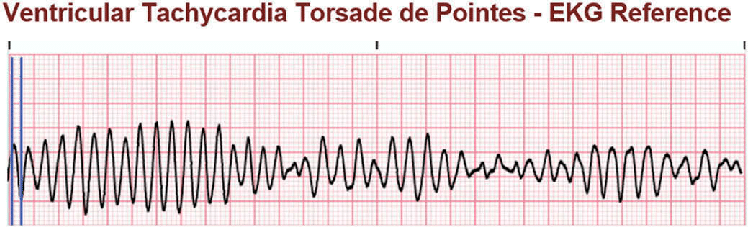 Ventricular Tachycardia Torsade de Pointes - EKG Reference